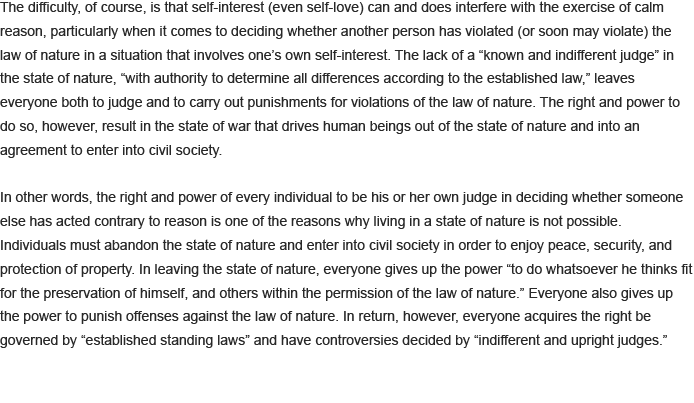 The difficulty, of course, is that self-interest (even self-love) can and does interfere with the exercise of calm
reason, particularly when it comes to deciding whether another person has violated (or soon may violate) the
law of nature in a situation that involves one’s own self-interest. The lack of a “known and indifferent judge” in
the state of nature, “with authority to determine all differences according to the established law,” leaves
everyone both to judge and to carry out punishments for violations of the law of nature. The right and power to
do so, however, result in the state of war that drives human beings out of the state of nature and into an
agreement to enter into civil society.
In other words, the right and power of every individual to be his or her own judge in deciding whether someone
else has acted contrary to reason is one of the reasons why living in a state of nature is not possible.
Individuals must abandon the state of nature and enter into civil society in order to enjoy peace, security, and
protection of property. In leaving the state of nature, everyone gives up the power “to do whatsoever he thinks fit
for the preservation of himself, and others within the permission of the law of nature.” Everyone also gives up
the power to punish offenses against the law of nature. In return, however, everyone acquires the right be
governed by “established standing laws” and have controversies decided by “indifferent and upright judges.”